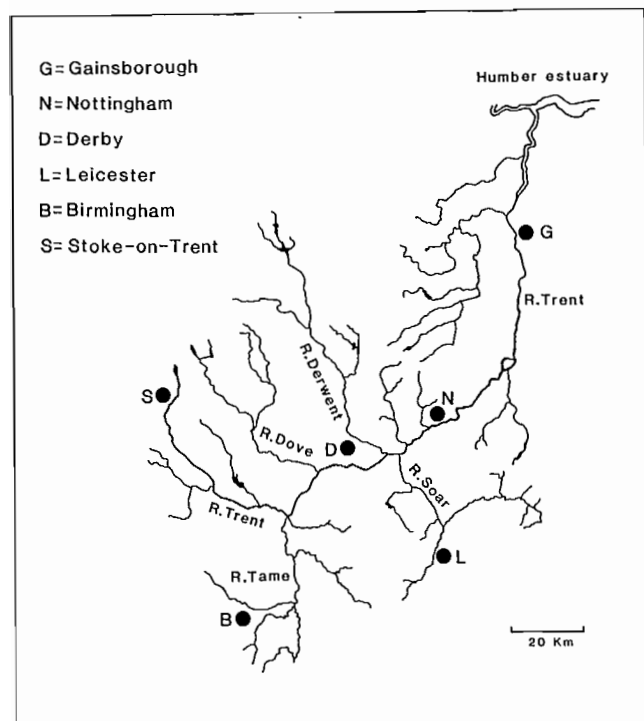 G= Gainsborough
N= Nottingham
D= Derby
L= Leicester
B= Birmingham
S= Stoke-on-Trent
Humber estuary
G
R.Trent
R.Derwent
S
N
R.Dove
D
R.Soar
R.Trent
L
R.Tame
B
20 Km